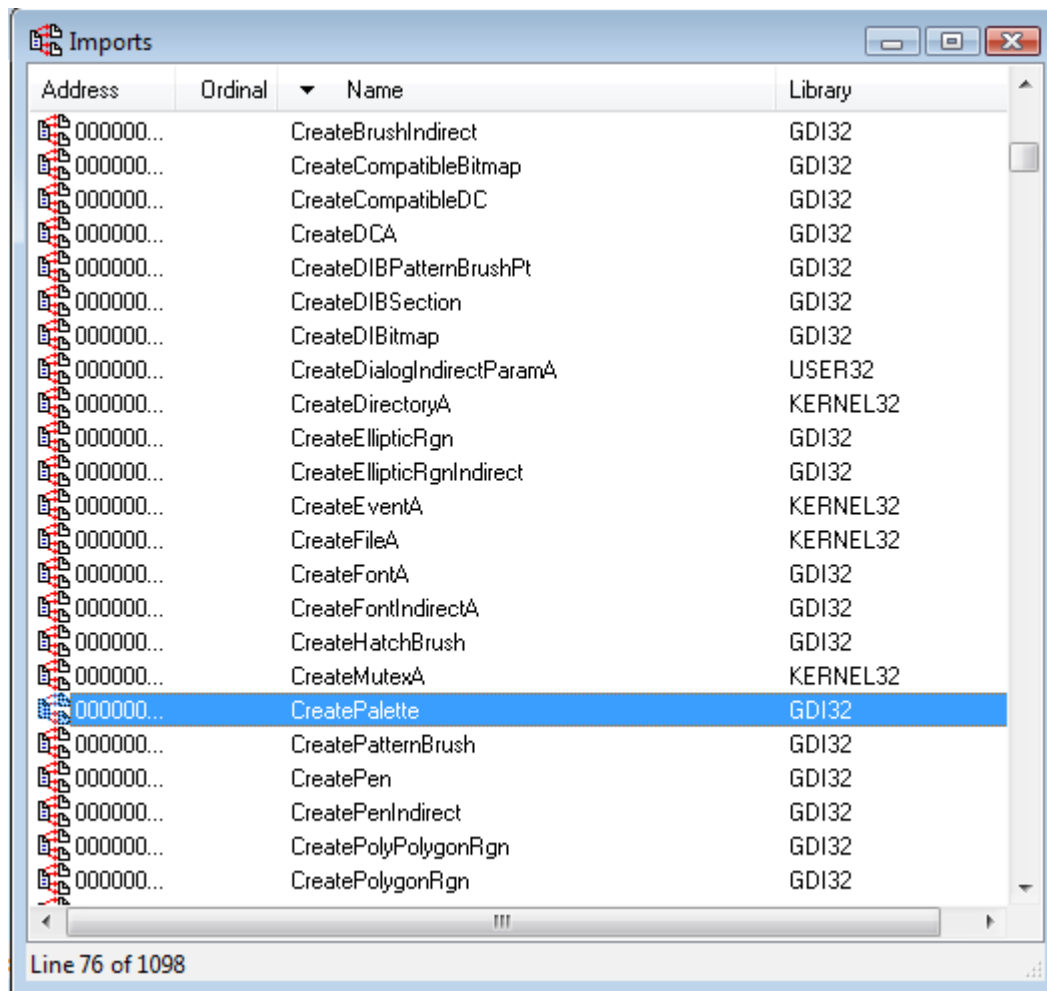 Imports
Address Ordinal Name Library
000000... CreateBrushIndirect GDI32
000000... CreateCompatibleBitmap GDI32
000000... CreateCompatibleDC GDI32
000000... CreateDCA GDI32
000000... CreateDIBPatternBrushPt GDI32
000000... CreateDIBSection GDI32
000000... CreateDIBitmap GDI32
000000... CreateDialogIndirectParamA USER32
000000... CreateDirectoryA KERNEL32
000000... CreateEllipticRgn GDI32
000000... CreateEllipticRgnIndirect GDI32
000000... CreateEventA KERNEL32
000000... CreateFileA KERNEL32
000000... CreateFontA GDI32
000000... CreateFontIndirectA GDI32
000000... CreateHatchBrush GDI32
000000... CreateMutexA KERNEL32
000000... CreatePalette GDI32
000000... CreatePatternBrush GDI32
000000... CreatePen GDI32
000000... CreatePenIndirect GDI32
000000... CreatePolyPolygonRgn GDI32
000000... CreatePolygonRgn GDI32
Line 76 of 1098